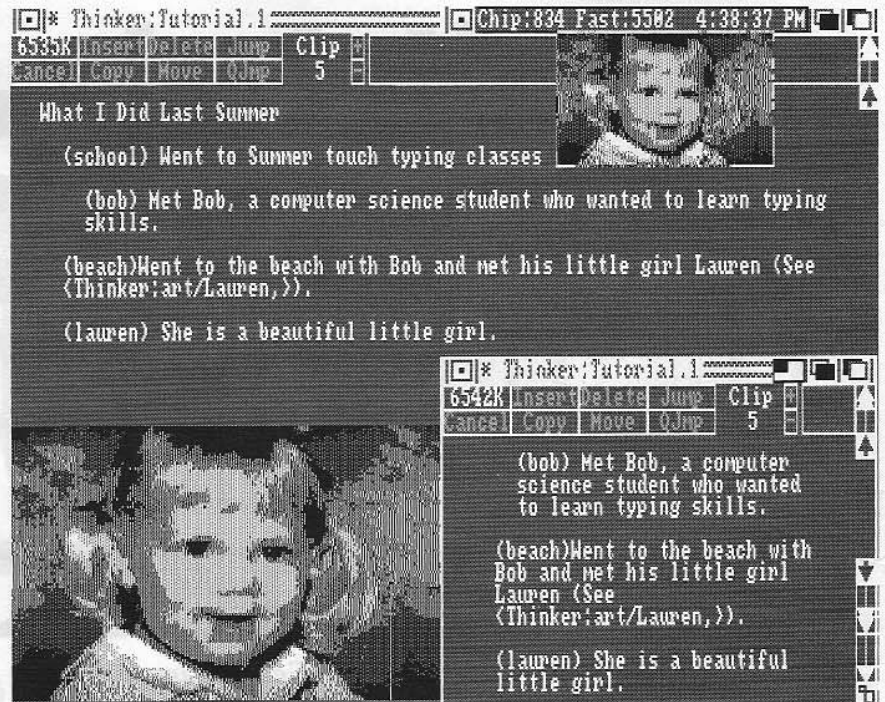 * Thinker:Tutorial.1
Chip:834 Fast:5502 4:38:37 PM
6535K Insert Delete Jump Clip +
Cancel Copy Move QJmp 5 -
What I Did Last Summer
(school) Went to Summer touch typing classes
(bob) Met Bob, a computer science student who wanted to learn typing
skills.
(beach)Went to the beach with Bob and met his little girl Lauren (See
<Thinker:art/Lauren,>).
(lauren) She is a beautiful little girl.
* Thinker:Tutorial.1
6542K Insert Delete Jump Clip +
Cancel Copy Move QJmp 5 -
(bob) Met Bob, a computer
science student who wanted
to learn typing skills.
(beach)Went to the beach with
Bob and met his little girl
Lauren (See
<Thinker:art/Lauren,>).
(lauren) She is a beautiful
little girl.